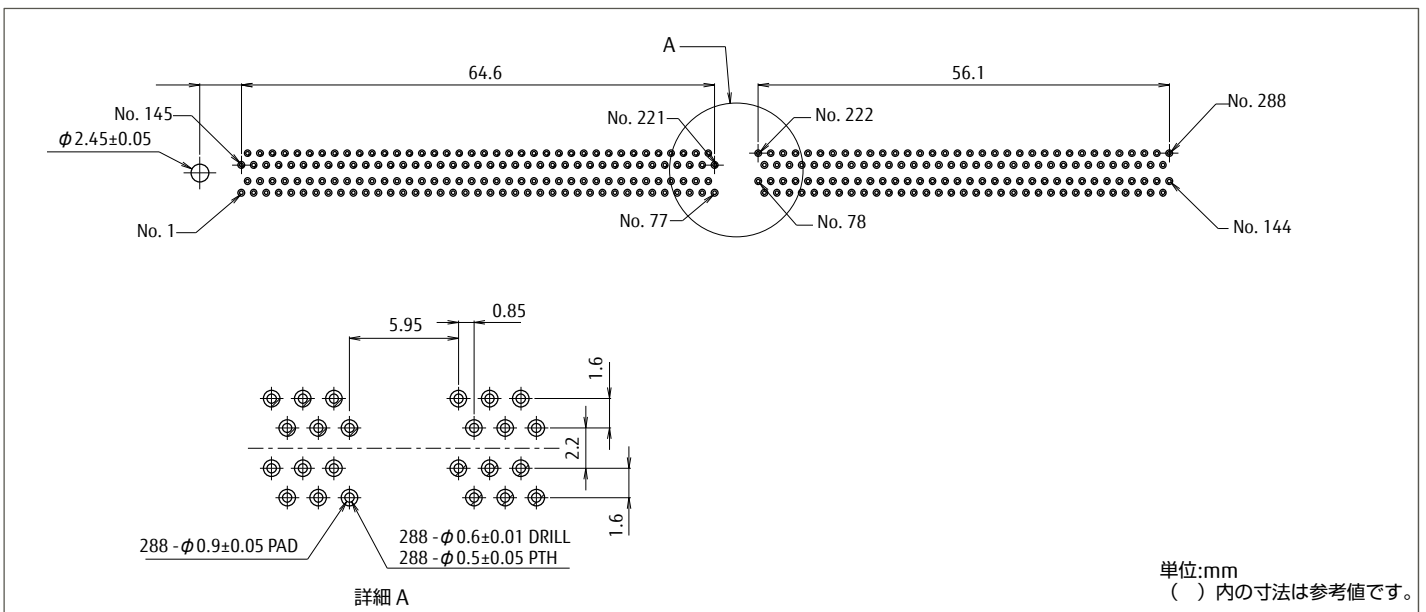 A
64.6
56.1
No. 145
No. 221
No. 222
No. 288
φ2.45±0.05
No. 1
No. 77
No. 78
No. 144
5.95
0.85
1.6
2.2
1.6
288 -φ0.9±0.05 PAD
288 -φ0.6±0.01 DRILL
288 -φ0.5±0.05 PTH
詳細 A
単位:mm
（　）内の寸法は参考値です。